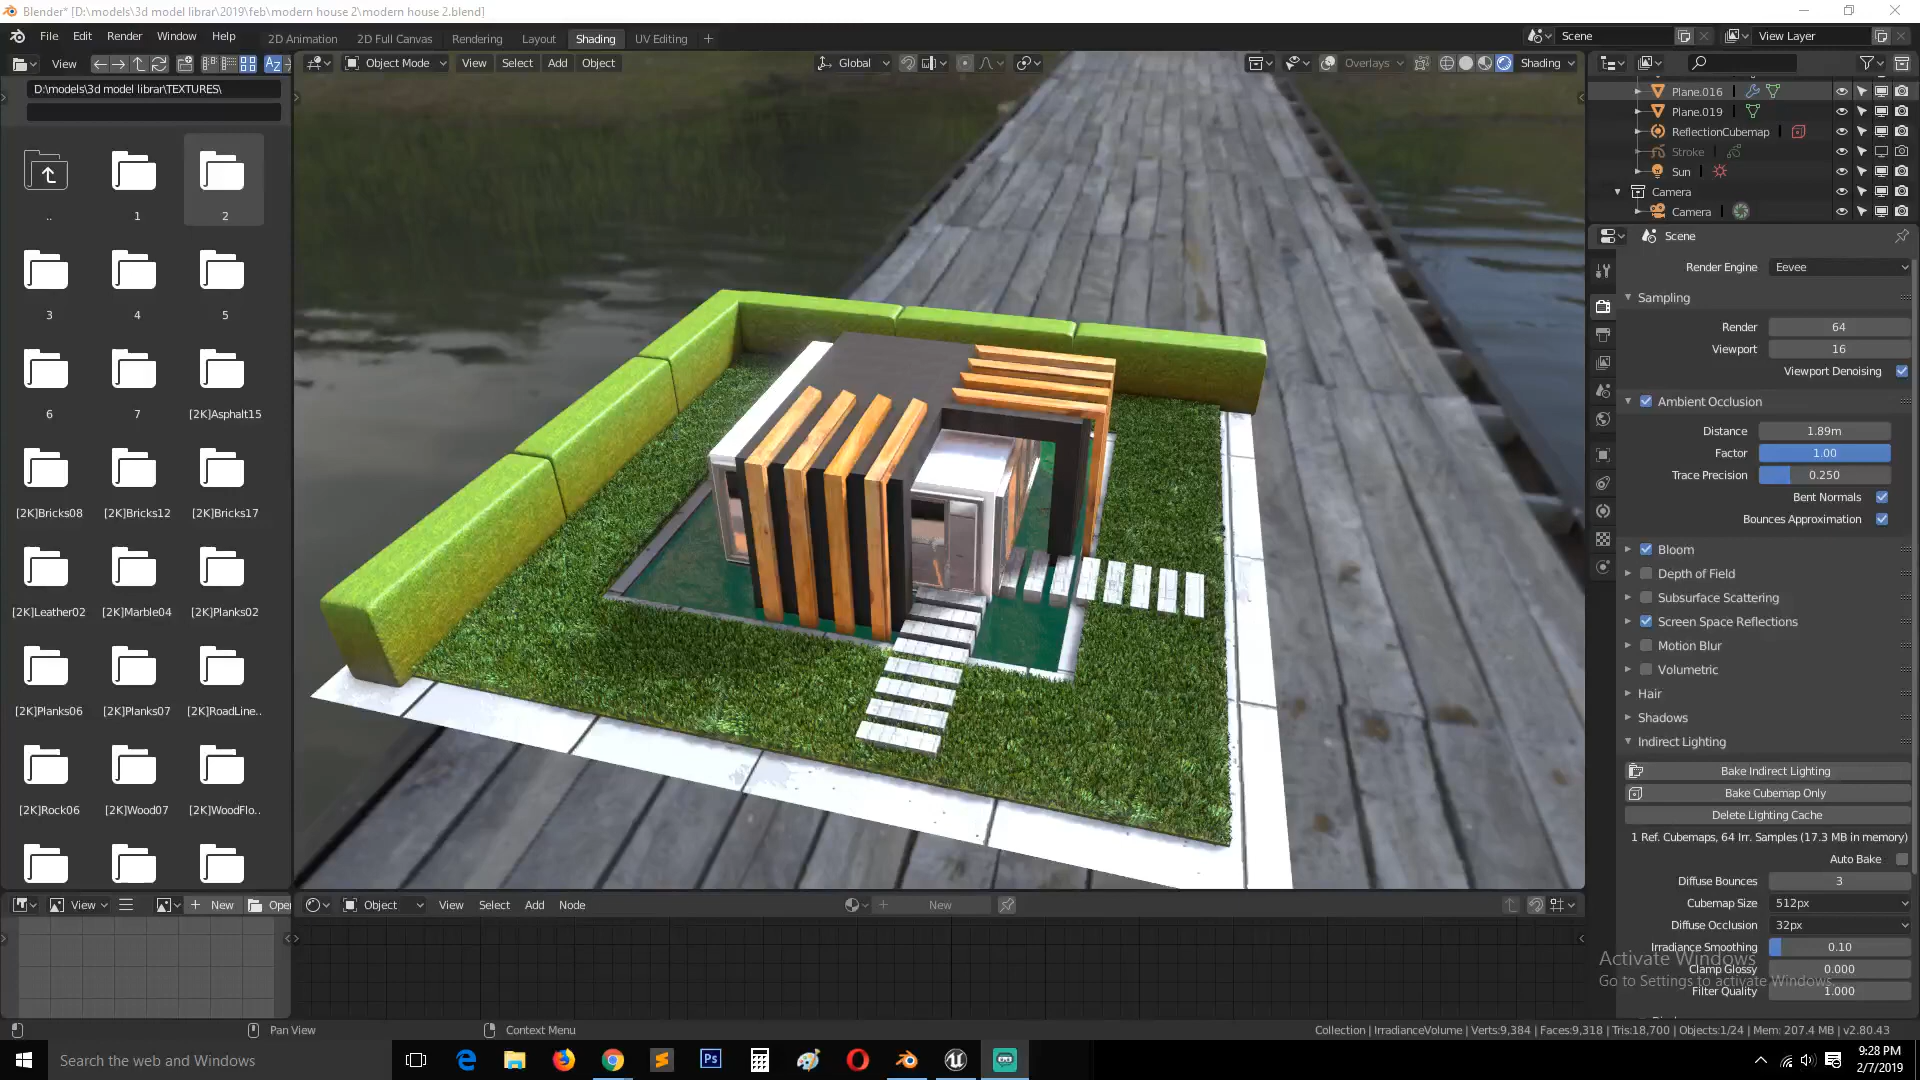 Blender* [D:\models\3d model librar\2019\feb\modern house 2\modern house 2.blend]
File Edit Render Window Help
2D Animation 2D Full Canvas Rendering Layout Shading UV Editing +
Scene
View Layer
View
Object Mode View Select Add Object
Global
Overlays
Shading
D:\models\3d model librar\TEXTURES\
.. 1 2
3 4 5
6 7 [2K]Asphalt15
[2K]Bricks08 [2K]Bricks12 [2K]Bricks17
[2K]Leather02 [2K]Marble04 [2K]Planks02
[2K]Planks06 [2K]Planks07 [2K]RoadLine..
[2K]Rock06 [2K]Wood07 [2K]WoodFlo..
Plane.016
Plane.019
ReflectionCubemap
Stroke
Sun
Camera
Camera
Scene
Render Engine Eevee
Sampling
Render 64
Viewport 16
Viewport Denoising
Ambient Occlusion
Distance 1.89m
Factor 1.00
Trace Precision 0.250
Bent Normals
Bounces Approximation
Bloom
Depth of Field
Subsurface Scattering
Screen Space Reflections
Motion Blur
Volumetric
Hair
Shadows
Indirect Lighting
Bake Indirect Lighting
Bake Cubemap Only
Delete Lighting Cache
1 Ref. Cubemaps, 64 Irr. Samples (17.3 MB in memory)
Auto Bake
Diffuse Bounces 3
Cubemap Size 512px
Diffuse Occlusion 32px
Irradiance Smoothing 0.10
Clamp Glossy 0.000
Filter Quality 1.000
Activate Windows
Go to Settings to activate Windows.
View New Open
Object View Select Add Node New
Pan View Context Menu
Collection | IrradianceVolume | Verts:9,384 | Faces:9,318 | Tris:18,700 | Objects:1/24 | Mem: 207.4 MB | v2.80.43
Search the web and Windows
Ps
9:28 PM
2/7/2019